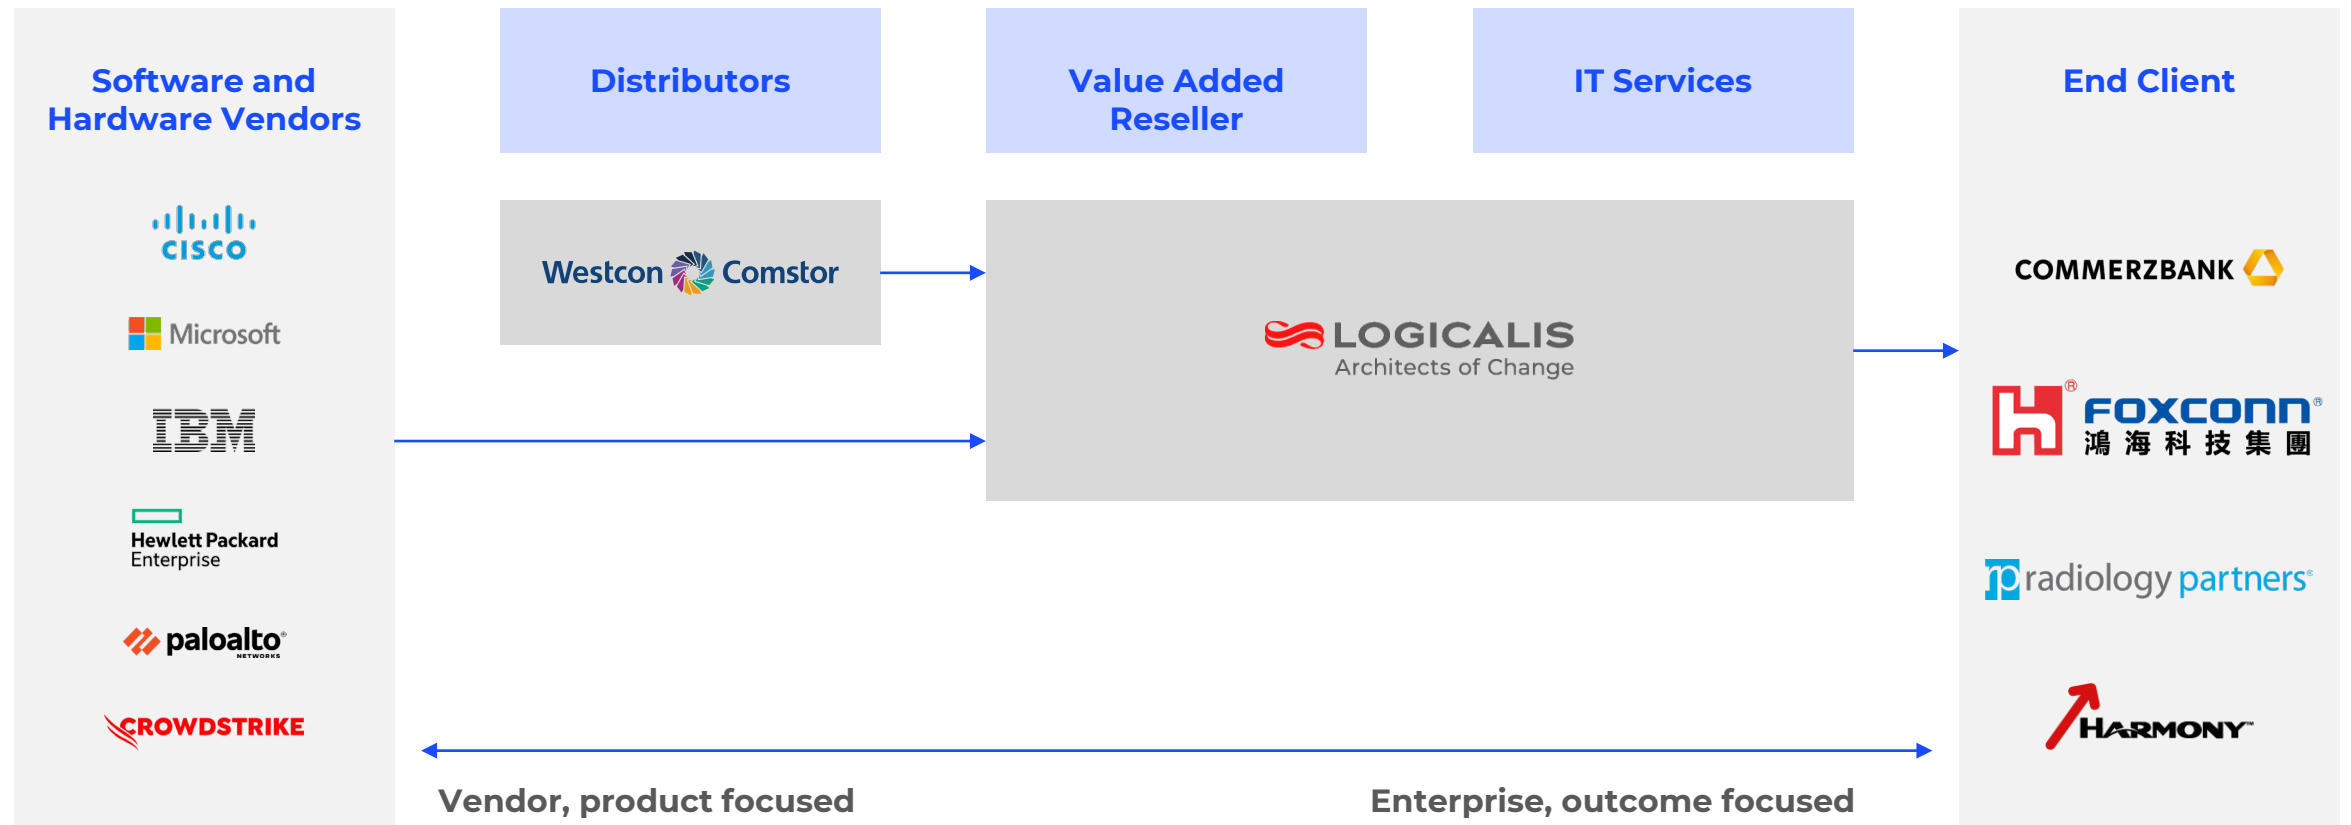 Software and
Hardware Vendors
Distributors
Value Added
Reseller
IT Services
End Client
CISCO
Microsoft
IBM
Hewlett Packard
Enterprise
paloalto®
NETWORKS
CROWDSTRIKE
Westcon Comstor
LOGICALIS
Architects of Change
COMMERZBANK
® FOXCONN®
鴻海科技集團
rp radiology partners®
HARMONY™
Vendor, product focused
Enterprise, outcome focused